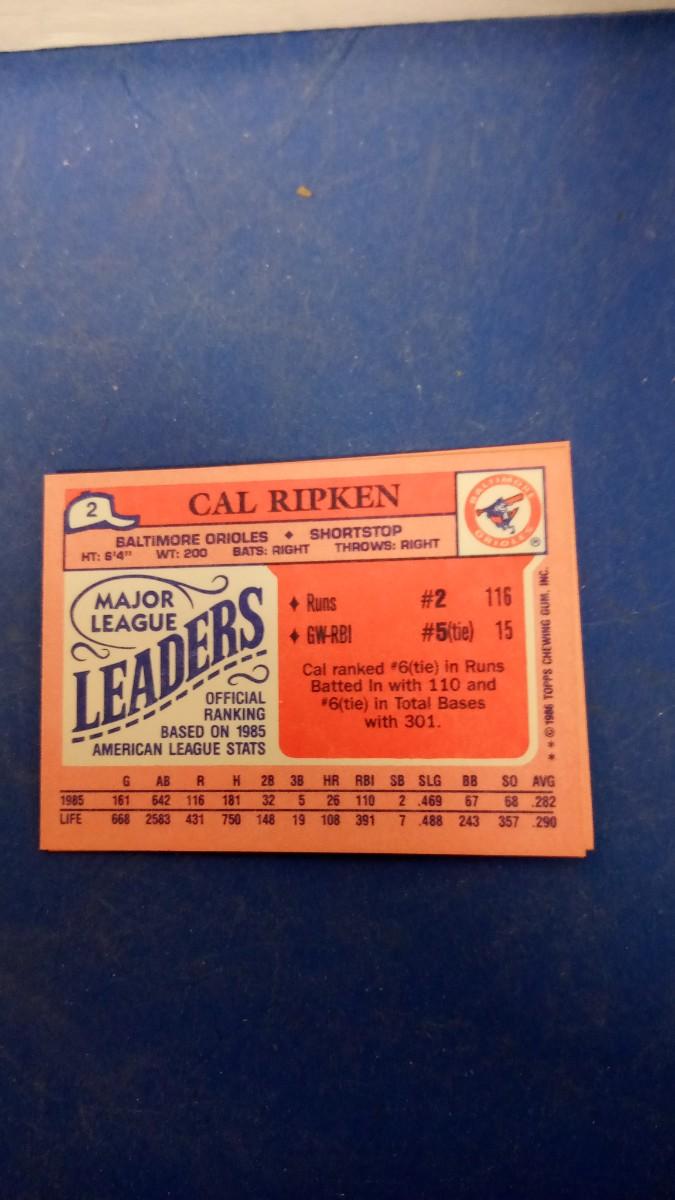 2
CAL RIPKEN
BALTIMORE ORIOLES ♦ SHORTSTOP
HT: 6'4" WT: 200 BATS: RIGHT THROWS: RIGHT
BALTIMORE
ORIOLES
®
MAJOR
LEAGUE
LEADERS
OFFICIAL
RANKING
BASED ON 1985
AMERICAN LEAGUE STATS
♦ Runs #2 116
♦ GW-RBI #5(tie) 15
Cal ranked #6(tie) in Runs
Batted In with 110 and
#6(tie) in Total Bases
with 301.
* * © 1986 TOPPS CHEWING GUM, INC.
G AB R H 2B 3B HR RBI SB SLG BB SO AVG
1985 161 642 116 181 32 5 26 110 2 .469 67 68 .282
LIFE 668 2583 431 750 148 19 108 391 7 .488 243 357 .290